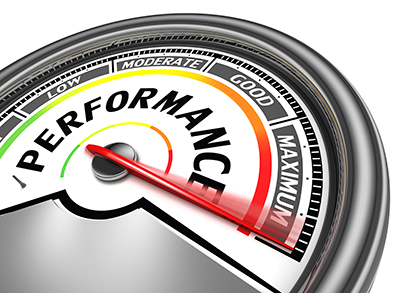 LOW
MODERATE
GOOD
MAXIMUM
PERFORMANCE